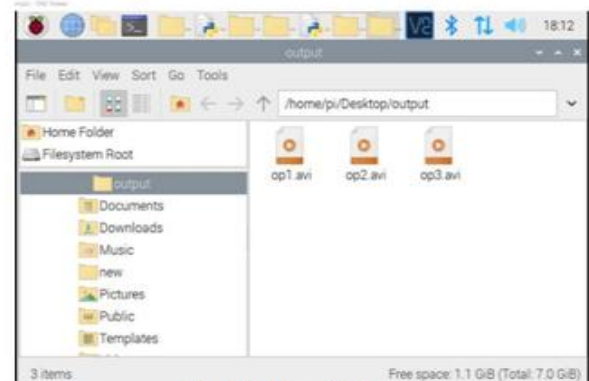 18:12
output
File Edit View Sort Go Tools
/home/pi/Desktop/output
Home Folder
Filesystem Root
output
Documents
Downloads
Music
new
Pictures
Public
Templates
op1.avi op2.avi op3.avi
3 items Free space: 1.1 GiB (Total: 7.0 GiB)